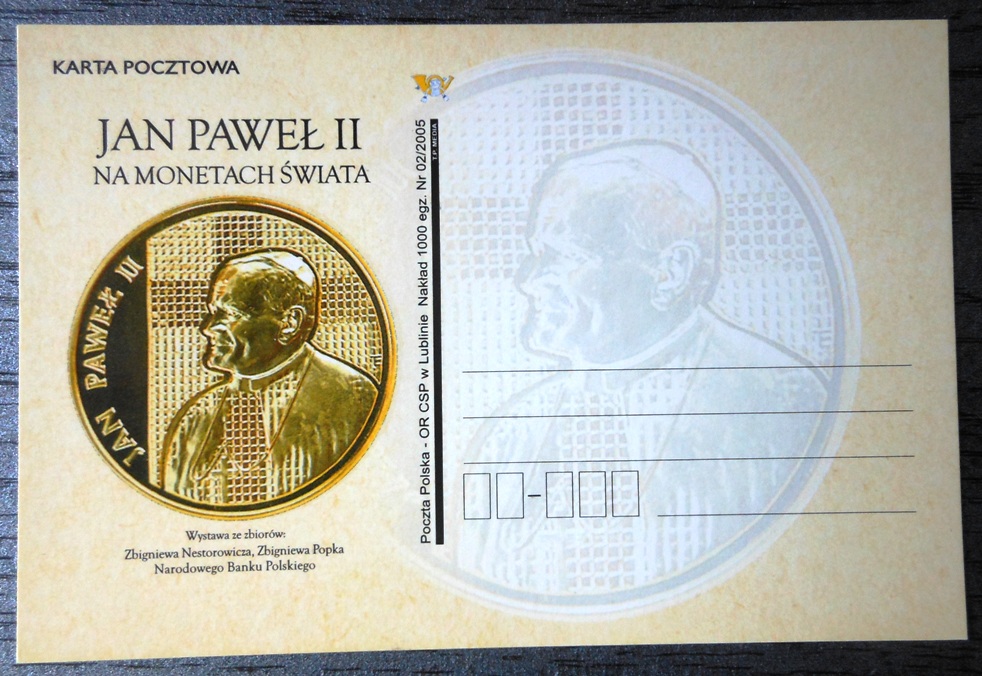 KARTA POCZTOWA
JAN PAWEŁ II
NA MONETACH ŚWIATA
JAN PAWEŁ II
Wystawa ze zbiorów:
Zbigniewa Nestorowicza, Zbigniewa Popka
Narodowego Banku Polskiego
Poczta Polska - OR CSP w Lublinie Nakład 1000 egz. Nr 02/2005
T.P. MEDIA